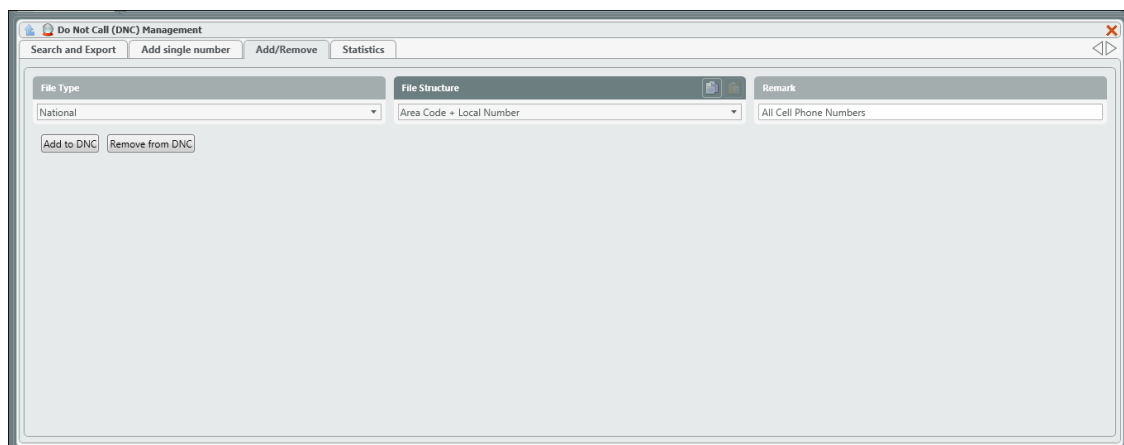 Do Not Call (DNC) Management
Search and Export Add single number Add/Remove Statistics
File Type File Structure Remark
National Area Code + Local Number All Cell Phone Numbers
Add to DNC Remove from DNC